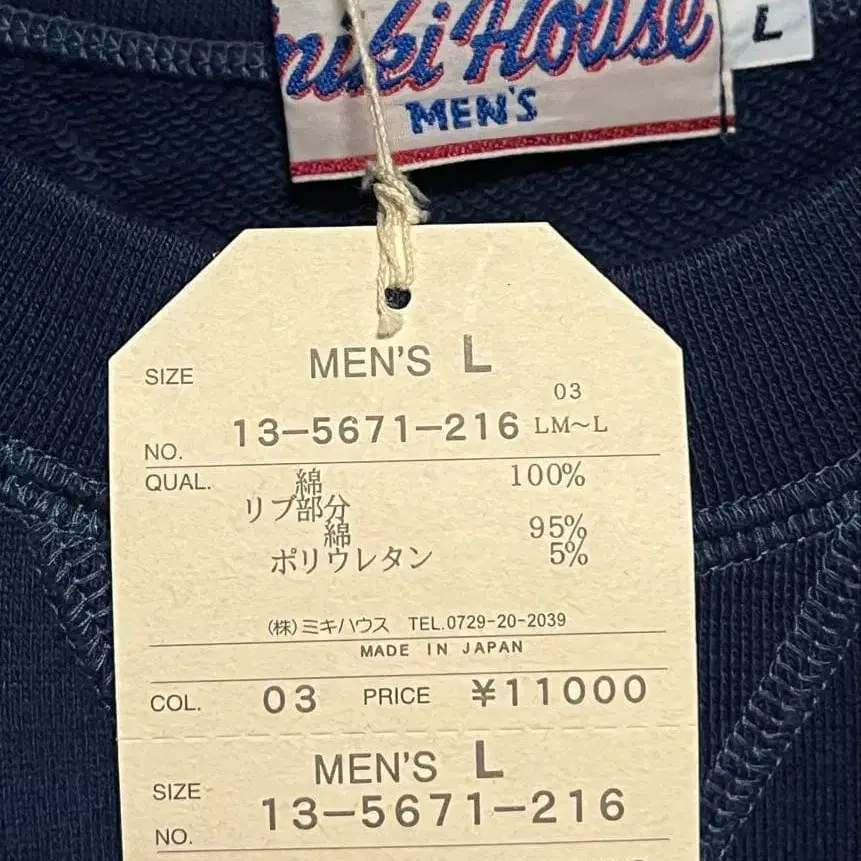 miki House
L
MEN'S
SIZE MEN'S L
03
NO. 13-5671-216 LM~L
QUAL. 綿 100%
リブ部分
綿 95%
ポリウレタン 5%
(株)ミキハウス TEL.0729-20-2039
MADE IN JAPAN
COL. 03 PRICE ¥11000
SIZE MEN'S L
NO. 13-5671-216